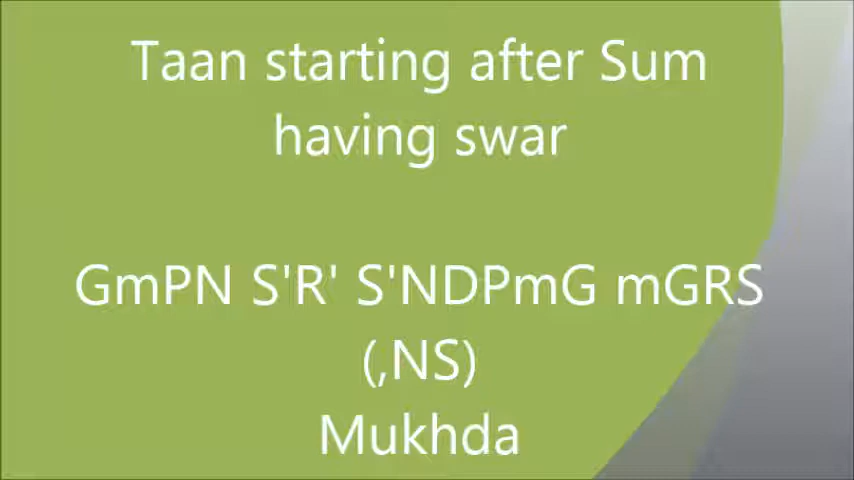 Taan starting after Sum
having swar
GmPN S'R' S'NDPmG mGRS
(,NS)
Mukhda